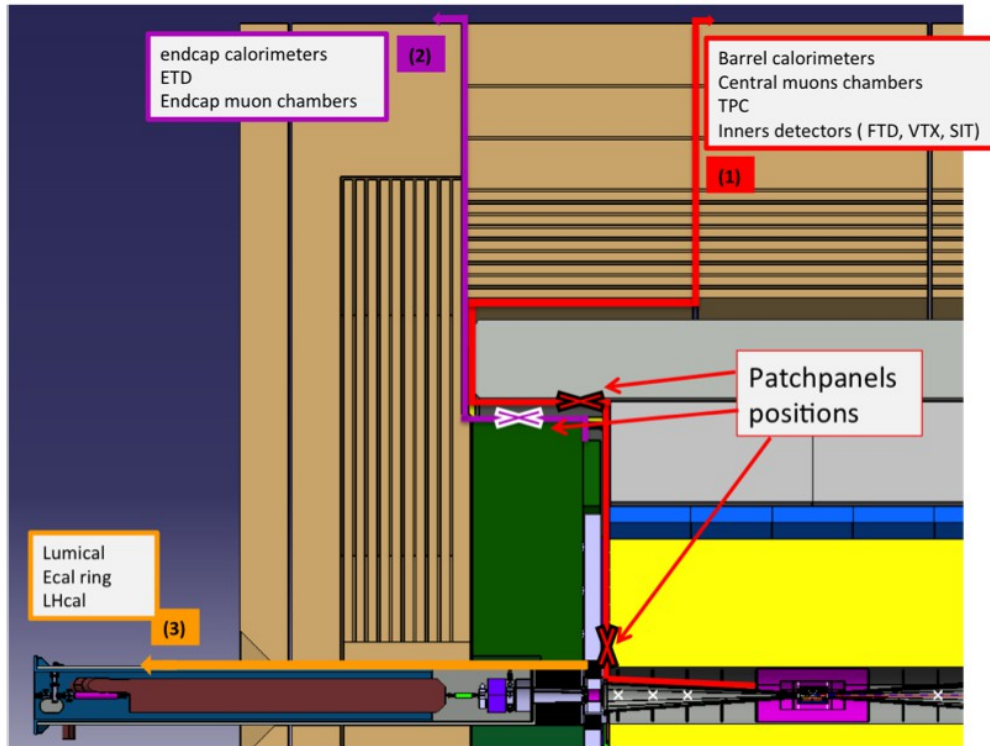 endcap calorimeters
ETD
Endcap muon chambers
(2)
Barrel calorimeters
Central muons chambers
TPC
Inners detectors ( FTD, VTX, SIT)
(1)
Patchpanels
positions
Lumical
Ecal ring
LHcal
(3)